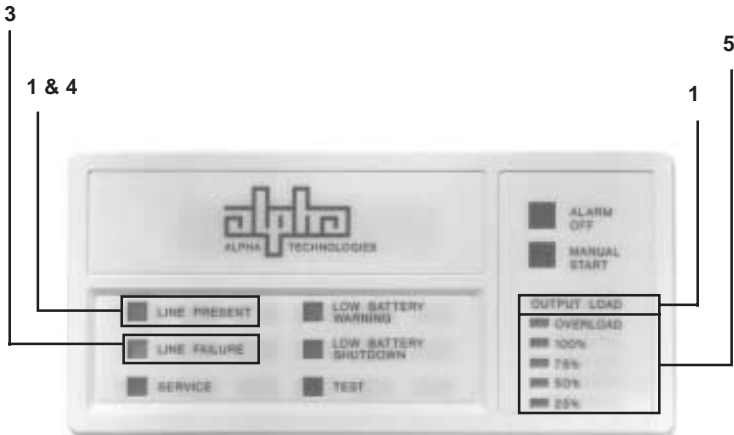 3
5
1 & 4
1
alpha
ALPHA TECHNOLOGIES
ALARM
OFF
MANUAL
START
LINE PRESENT
LOW BATTERY
WARNING
LINE FAILURE
LOW BATTERY
SHUTDOWN
SERVICE
TEST
OUTPUT LOAD
OVERLOAD
100%
75%
50%
25%